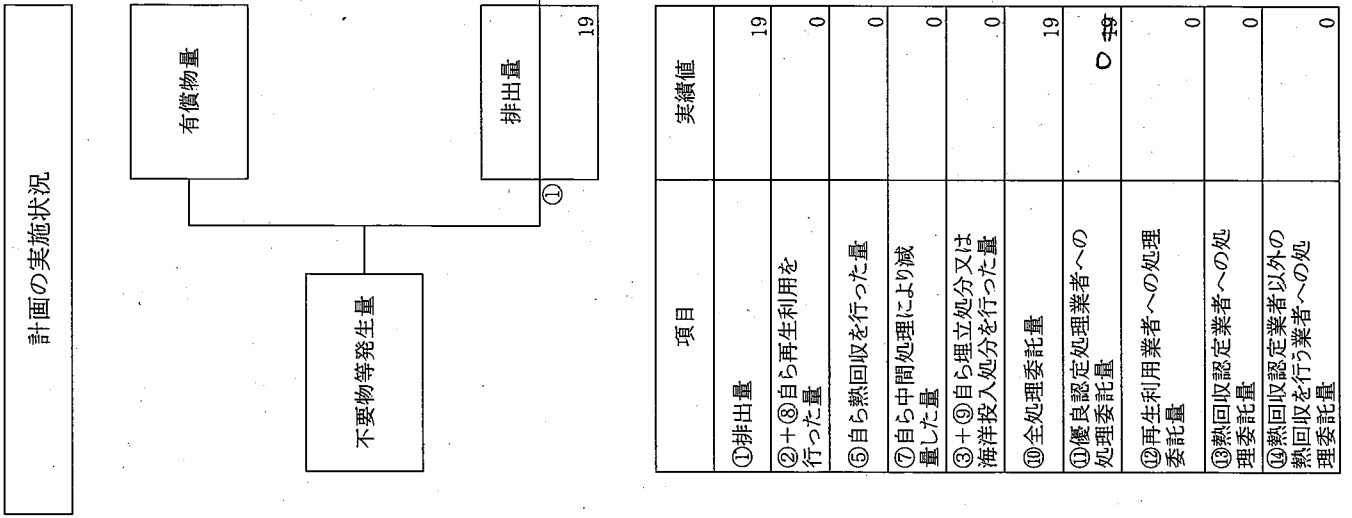 計画の実施状況
不要物等発生量
有償物量
排出量
①
19
項目
実績値
①排出量
19
②+⑧自ら再生利用を
行った量
0
⑤自ら熱回収を行った量
0
⑦自ら中間処理により減
量した量
0
③+⑨自ら埋立処分又は
海洋投入処分を行った量
0
⑩全処理委託量
19
⑪優良認定処理業者への
処理委託量
0 19
⑫再生利用業者への処理
委託量
0
⑬熱回収認定業者への処
理委託量
0
⑭熱回収認定業者以外の
熱回収を行う業者への処
理委託量
0